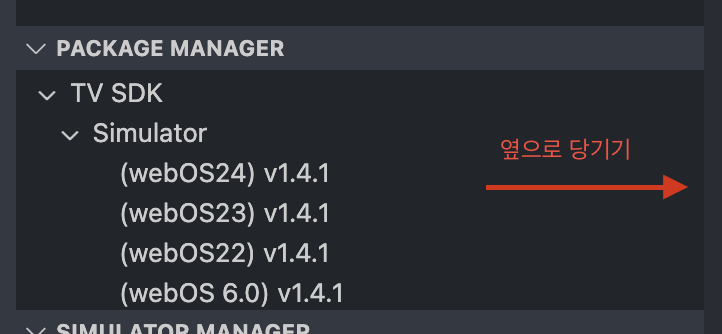 PACKAGE MANAGER
TV SDK
Simulator
옆으로 당기기
(webOS24) v1.4.1
(webOS23) v1.4.1
(webOS22) v1.4.1
(webOS 6.0) v1.4.1
SIMULATOR MANAGER